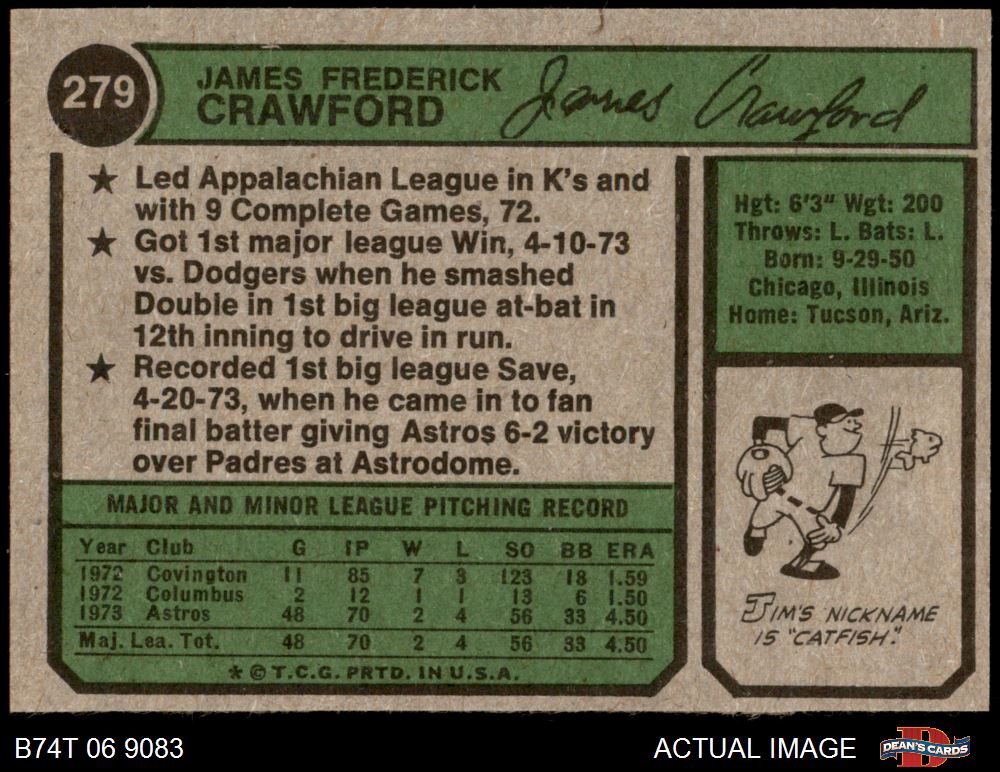 279
JAMES FREDERICK
CRAWFORD
James Crawford
★ Led Appalachian League in K's and
with 9 Complete Games, 72.
★ Got 1st major league Win, 4-10-73
vs. Dodgers when he smashed
Double in 1st big league at-bat in
12th inning to drive in run.
★ Recorded 1st big league Save,
4-20-73, when he came in to fan
final batter giving Astros 6-2 victory
over Padres at Astrodome.
Hgt: 6'3" Wgt: 200
Throws: L. Bats: L.
Born: 9-29-50
Chicago, Illinois
Home: Tucson, Ariz.
MAJOR AND MINOR LEAGUE PITCHING RECORD
Year Club G IP W L SO BB ERA
1972 Covington 11 85 7 3 123 18 1.59
1972 Columbus 2 12 1 1 13 6 1.50
1973 Astros 48 70 2 4 56 33 4.50
Maj. Lea. Tot. 48 70 2 4 56 33 4.50
* © T.C.G. PRTD. IN U.S.A.
JIM'S NICKNAME
IS "CATFISH."
B74T 06 9083
ACTUAL IMAGE
D
DEAN'S CARDS